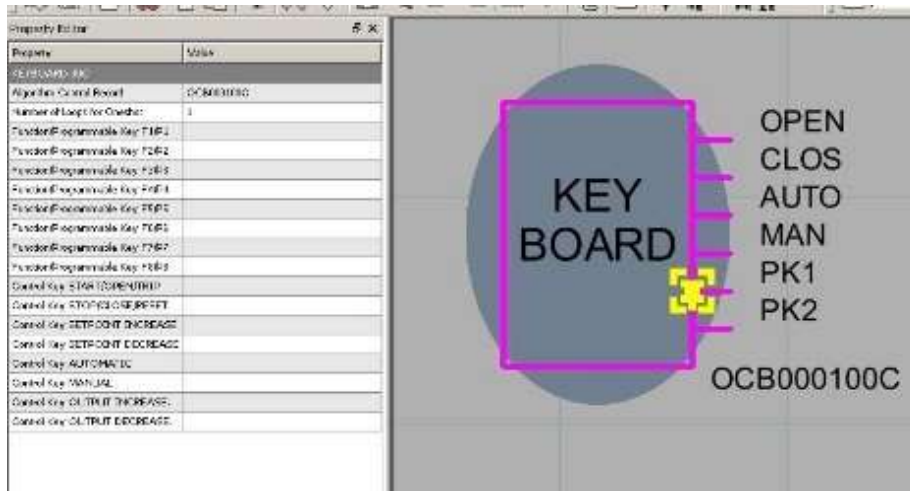 Property Editor
Property Value
KEYBOARD
Algorithm Control Record OCB000100C
Number of Loops for Oneshot 1
Function/Programmable Key F1/P1
Function/Programmable Key F2/P2
Function/Programmable Key F3/P3
Function/Programmable Key F4/P4
Function/Programmable Key F5/P5
Function/Programmable Key F6/P6
Function/Programmable Key F7/P7
Function/Programmable Key F8/P8
Control Key START/OPEN/TRIP
Control Key STOP/CLOSE/RESET
Control Key SETPOINT INCREASE
Control Key SETPOINT DECREASE
Control Key AUTOMATIC
Control Key MANUAL
Control Key OUTPUT INCREASE
Control Key OUTPUT DECREASE
KEY
BOARD
OPEN
CLOS
AUTO
MAN
PK1
PK2
OCB000100C